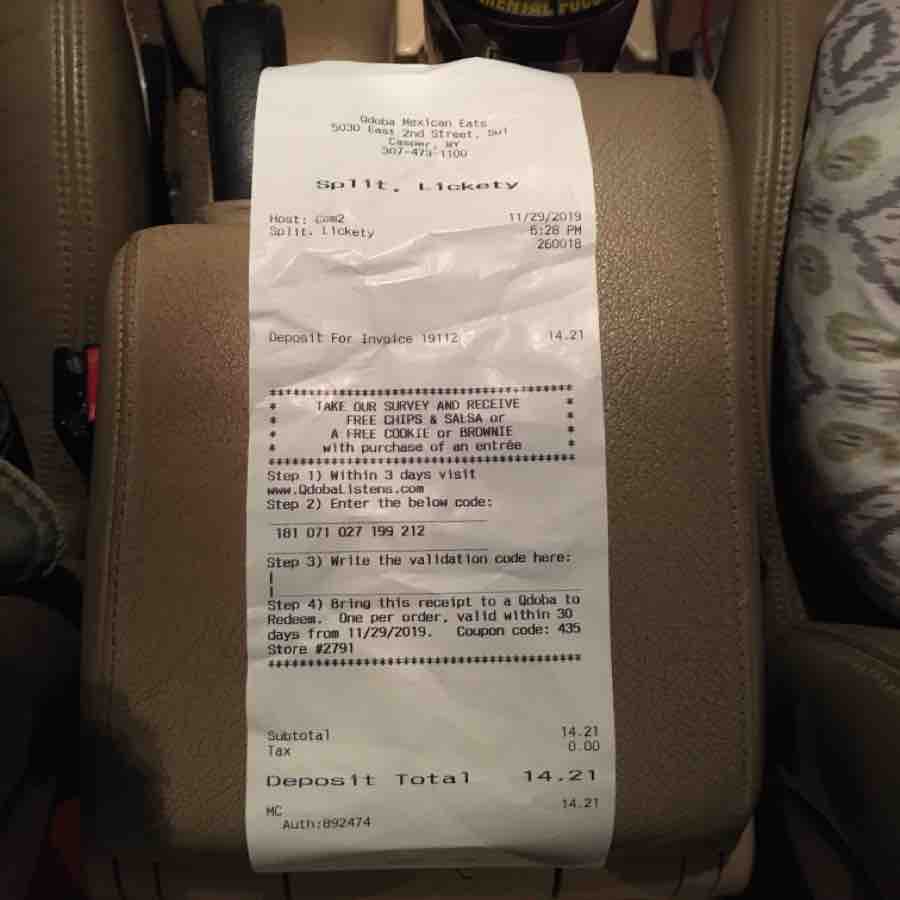 MENTAL FOCUS
Qdoba Mexican Eats
5030 East 2nd Street, Sui
Casper, WY
307-473-1100
Split, Lickety
Host: Com2 11/29/2019
Split, Lickety 6:28 PM
260018
Deposit For Invoice 19112 14.21
****************************************
* TAKE OUR SURVEY AND RECEIVE *
* FREE CHIPS & SALSA or *
* A FREE COOKIE or BROWNIE *
* with purchase of an entrée *
****************************************
Step 1) Within 3 days visit
www.QdobaListens.com
Step 2) Enter the below code:
181 071 027 199 212
Step 3) Write the validation code here:
Step 4) Bring this receipt to a Qdoba to
Redeem. One per order, valid within 30
days from 11/29/2019. Coupon code: 435
Store #2791
****************************************
Subtotal 14.21
Tax 0.00
Deposit Total 14.21
MC 14.21
Auth:892474